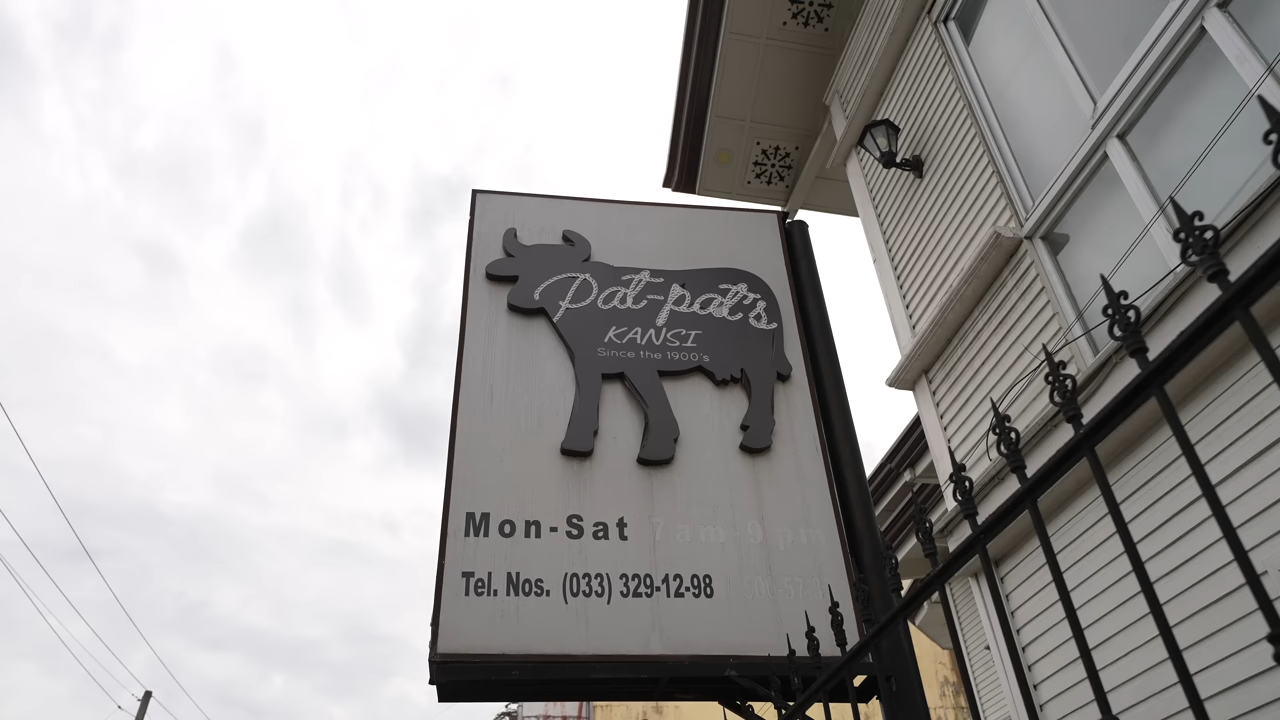 Pat-pat's
KANSI
Since the 1900's
Mon-Sat 7am-9pm
Tel. Nos. (033) 329-12-98